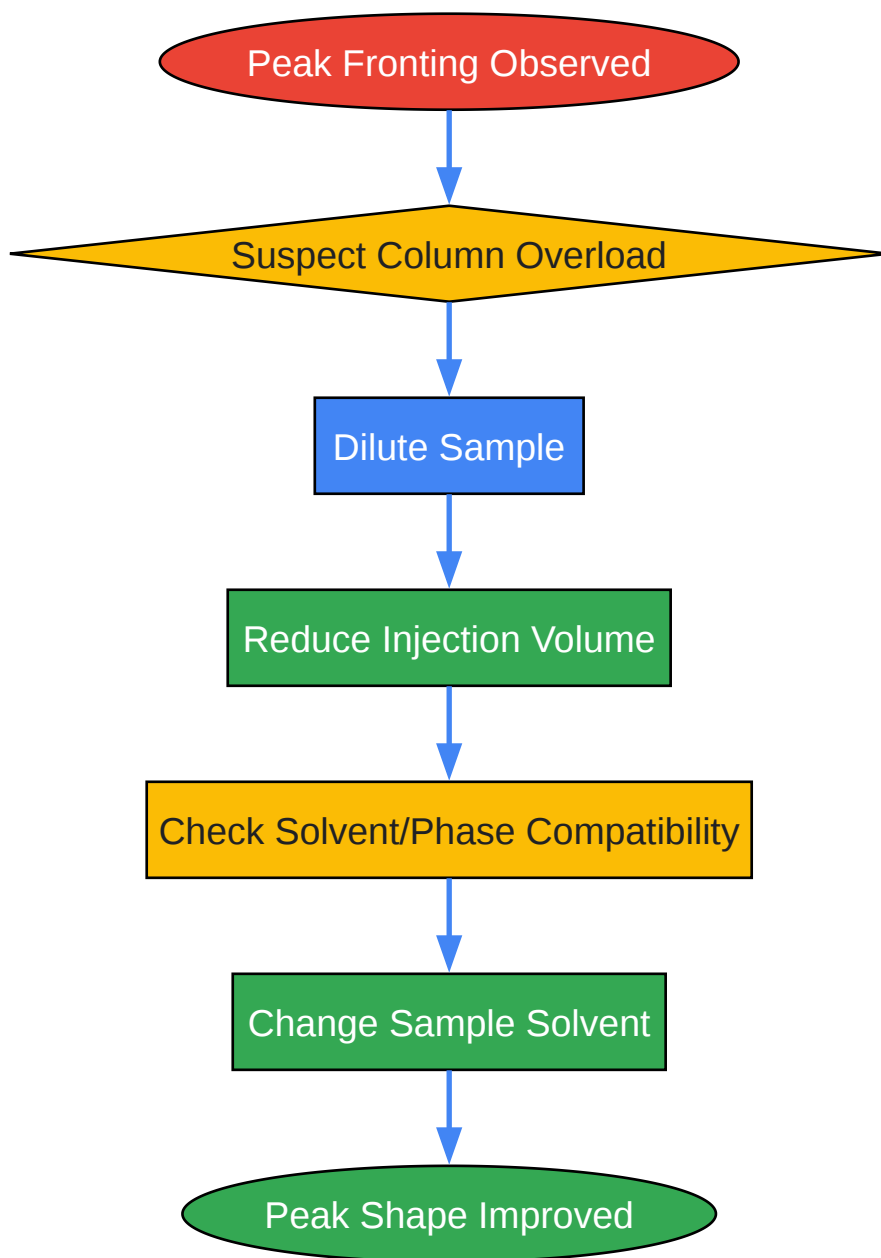 Peak Fronting Observed
Suspect Column Overload
Dilute Sample
Reduce Injection Volume
Check Solvent/Phase Compatibility
Change Sample Solvent
Peak Shape Improved